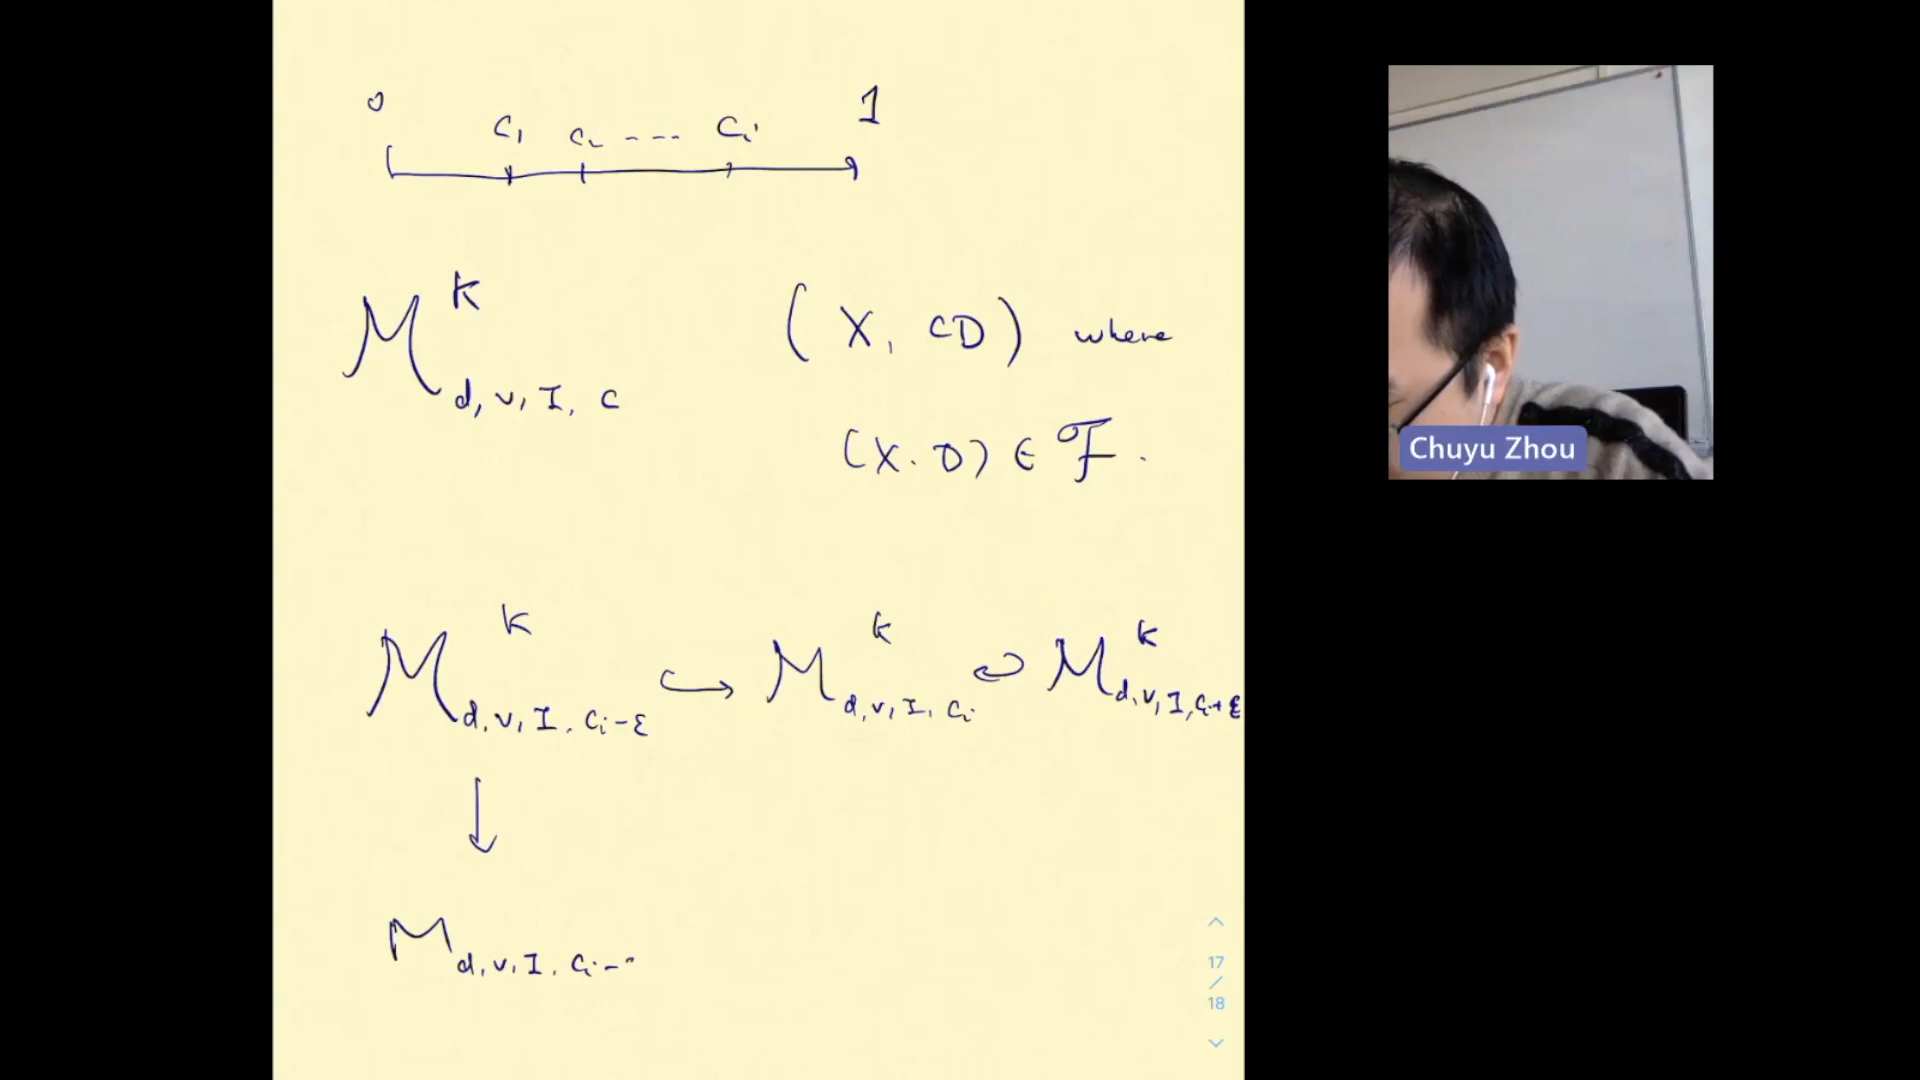 0 1
c₁ c₂ ---- cᵢ
M^K_{d, v, I, c} (X, cD) where
(X. D) ∈ F.
M^K_{d, v, I, cᵢ-ε} ↪ M^K_{d, v, I, cᵢ} ↩ M^K_{d, v, I, cᵢ+ε}
↓
M_{d, v, I, cᵢ-
17
/
18
Chuyu Zhou